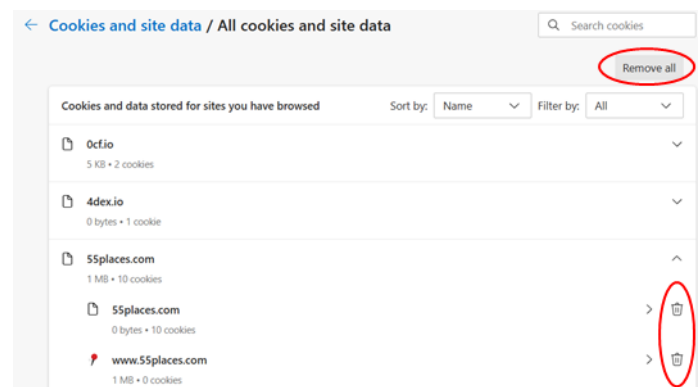 Cookies and site data / All cookies and site data
Search cookies
Remove all
Cookies and data stored for sites you have browsed
Sort by: Name
Filter by: All
0cf.io
5 KB • 2 cookies
4dex.io
0 bytes • 1 cookie
55places.com
1 MB • 10 cookies
55places.com
0 bytes • 10 cookies
www.55places.com
1 MB • 0 cookies